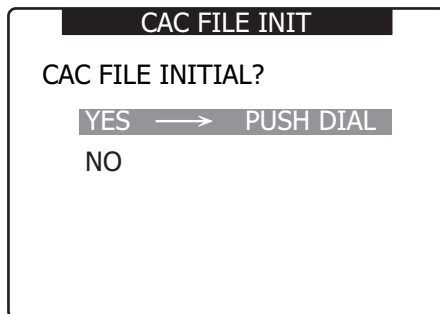 CAC FILE INIT
CAC FILE INITIAL?
YES → PUSH DIAL
NO